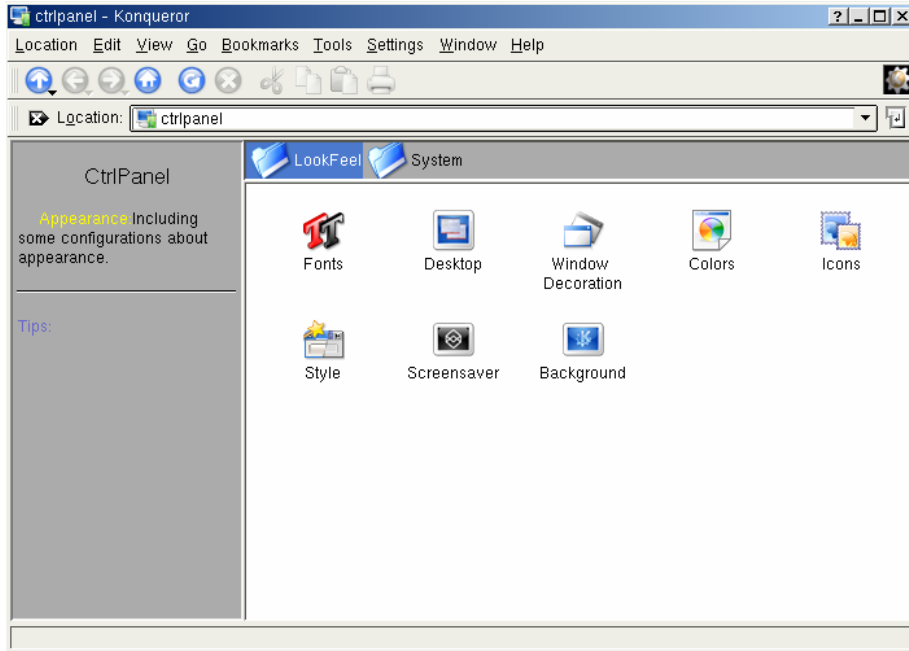 ctrlpanel - Konqueror
Location Edit View Go Bookmarks Tools Settings Window Help
Location: ctrlpanel
CtrlPanel
Appearance:Including
some configurations about
appearance.
Tips:
LookFeel System
Fonts Desktop Window Decoration Colors Icons
Style Screensaver Background